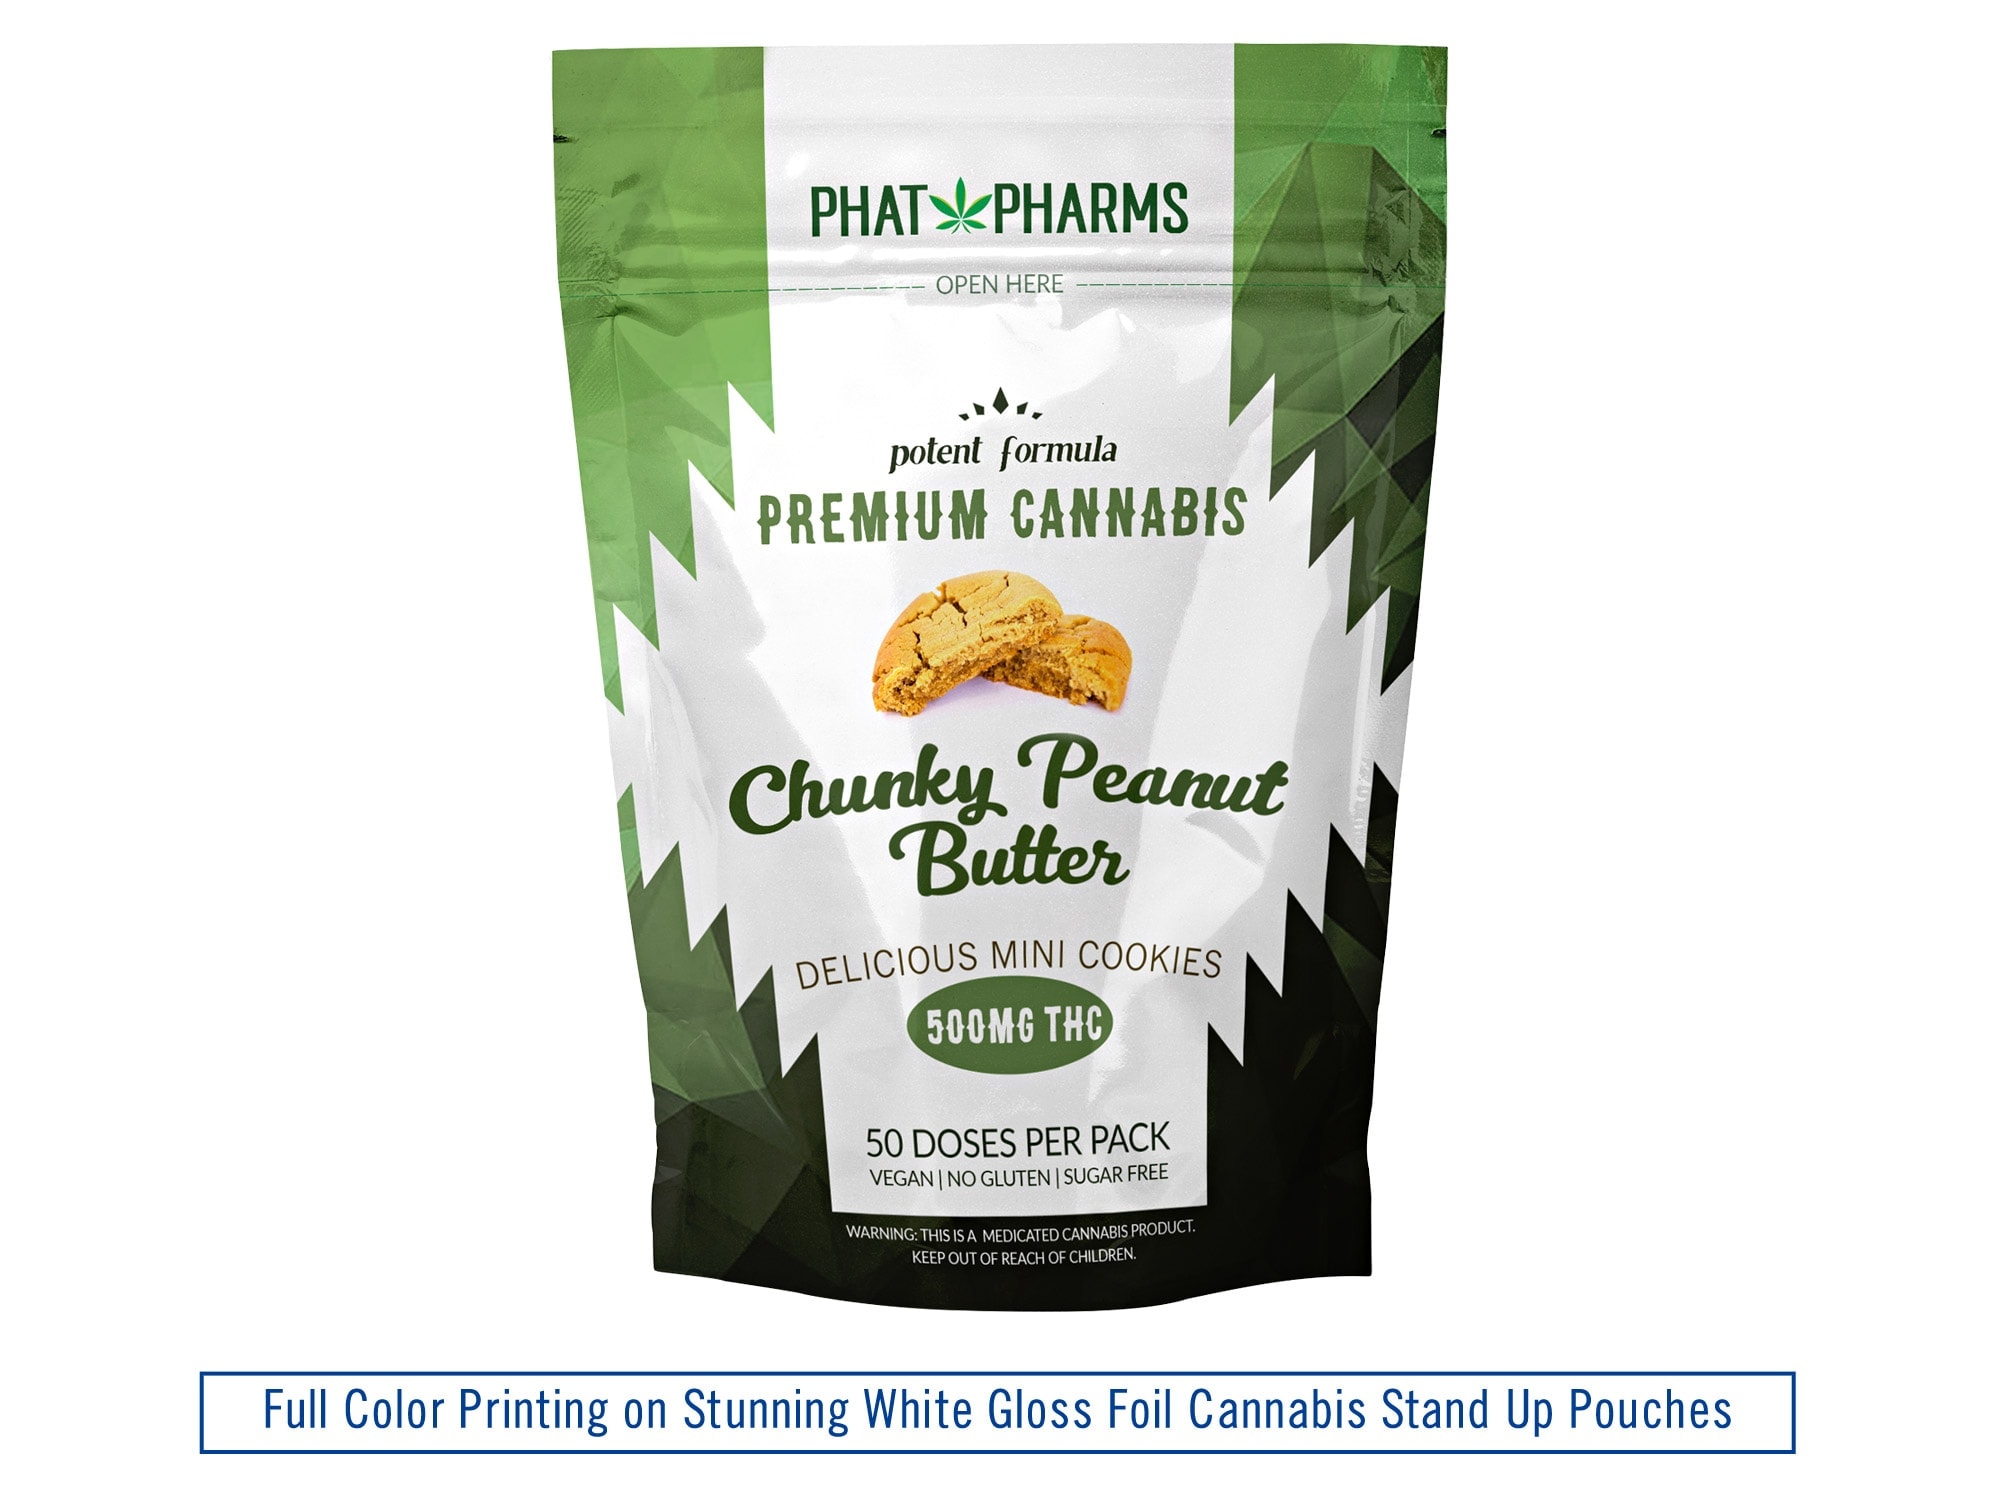 PHAT PHARMS
OPEN HERE
potent formula
PREMIUM CANNABIS
Chunky Peanut
Butter
DELICIOUS MINI COOKIES
500MG THC
50 DOSES PER PACK
VEGAN | NO GLUTEN | SUGAR FREE
WARNING: THIS IS A MEDICATED CANNABIS PRODUCT.
KEEP OUT OF REACH OF CHILDREN.
Full Color Printing on Stunning White Gloss Foil Cannabis Stand Up Pouches